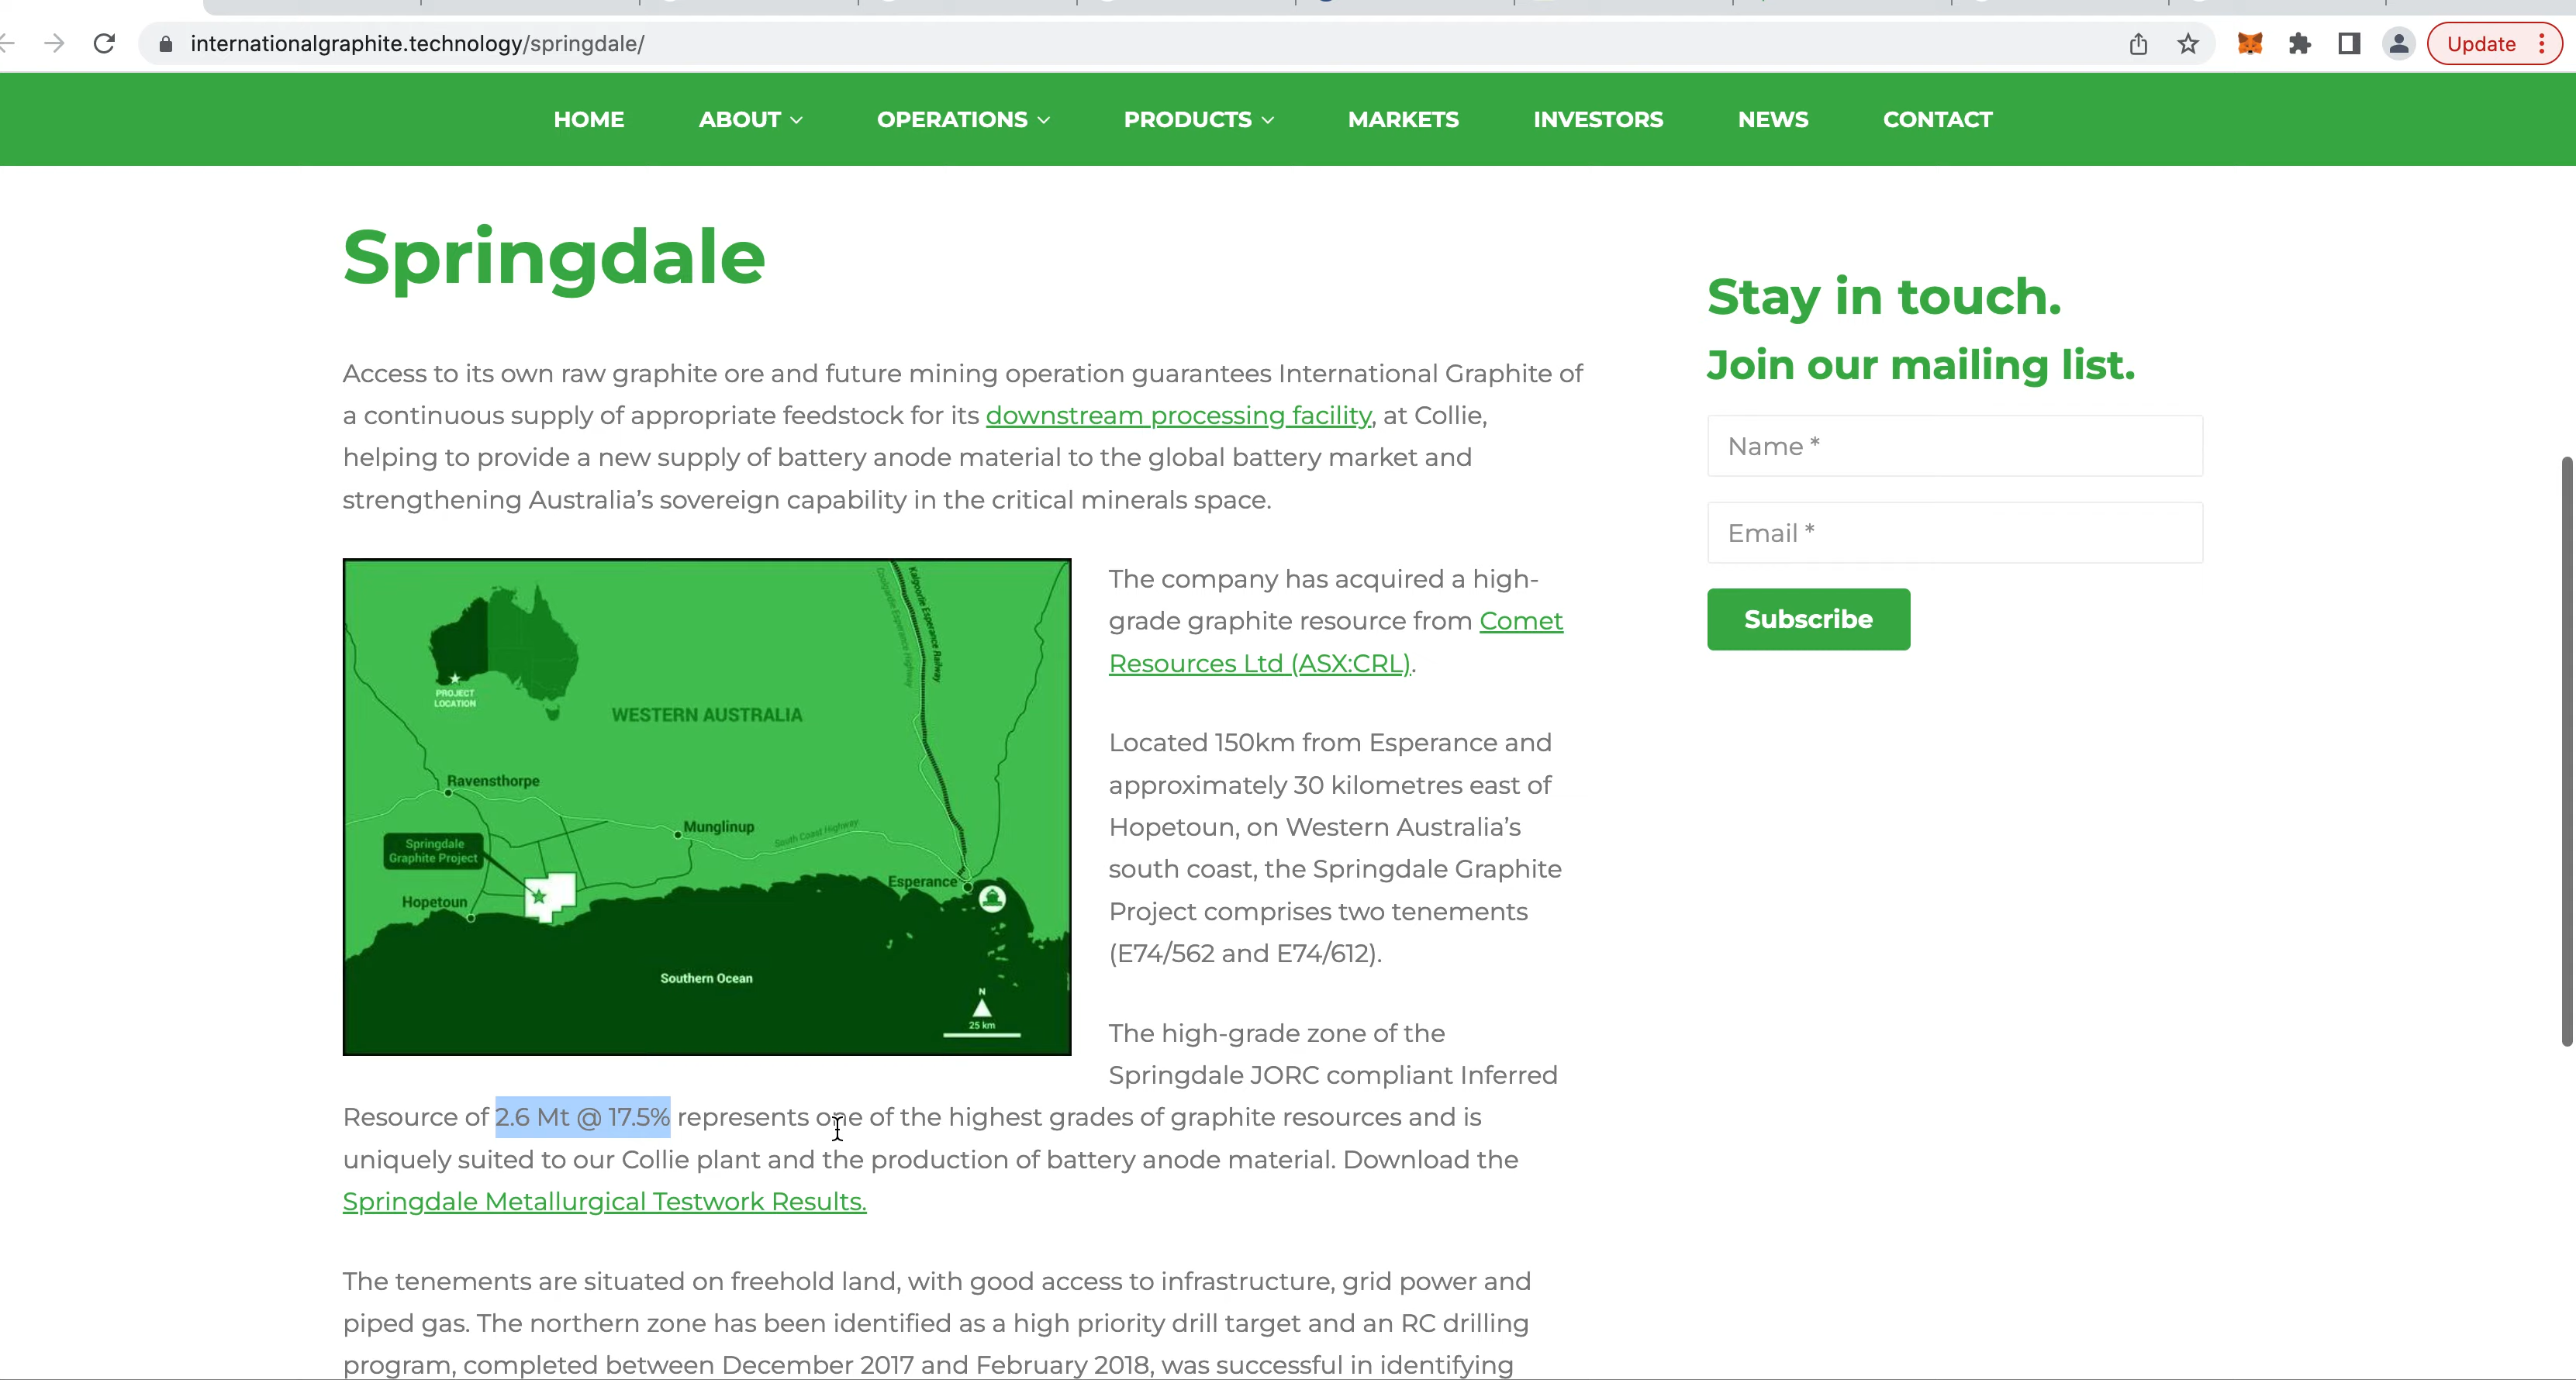 internationalgraphite.technology/springdale/
Update
HOME
ABOUT
OPERATIONS
PRODUCTS
MARKETS
INVESTORS
NEWS
CONTACT
Springdale
Access to its own raw graphite ore and future mining operation guarantees International Graphite of
a continuous supply of appropriate feedstock for its downstream processing facility, at Collie,
helping to provide a new supply of battery anode material to the global battery market and
strengthening Australia’s sovereign capability in the critical minerals space.
PROJECT
LOCATION
WESTERN AUSTRALIA
Coolgardie Esperance Highway
Kalgoorlie Esperance Railway
Ravensthorpe
Munglinup
South Coast Highway
Springdale
Graphite Project
Hopetoun
Esperance
Southern Ocean
N
25 km
The company has acquired a high-
grade graphite resource from Comet
Resources Ltd (ASX:CRL).
Located 150km from Esperance and
approximately 30 kilometres east of
Hopetoun, on Western Australia’s
south coast, the Springdale Graphite
Project comprises two tenements
(E74/562 and E74/612).
The high-grade zone of the
Springdale JORC compliant Inferred
Resource of 2.6 Mt @ 17.5% represents one of the highest grades of graphite resources and is
uniquely suited to our Collie plant and the production of battery anode material. Download the
Springdale Metallurgical Testwork Results.
The tenements are situated on freehold land, with good access to infrastructure, grid power and
piped gas. The northern zone has been identified as a high priority drill target and an RC drilling
program, completed between December 2017 and February 2018, was successful in identifying
Stay in touch.
Join our mailing list.
Name *
Email *
Subscribe